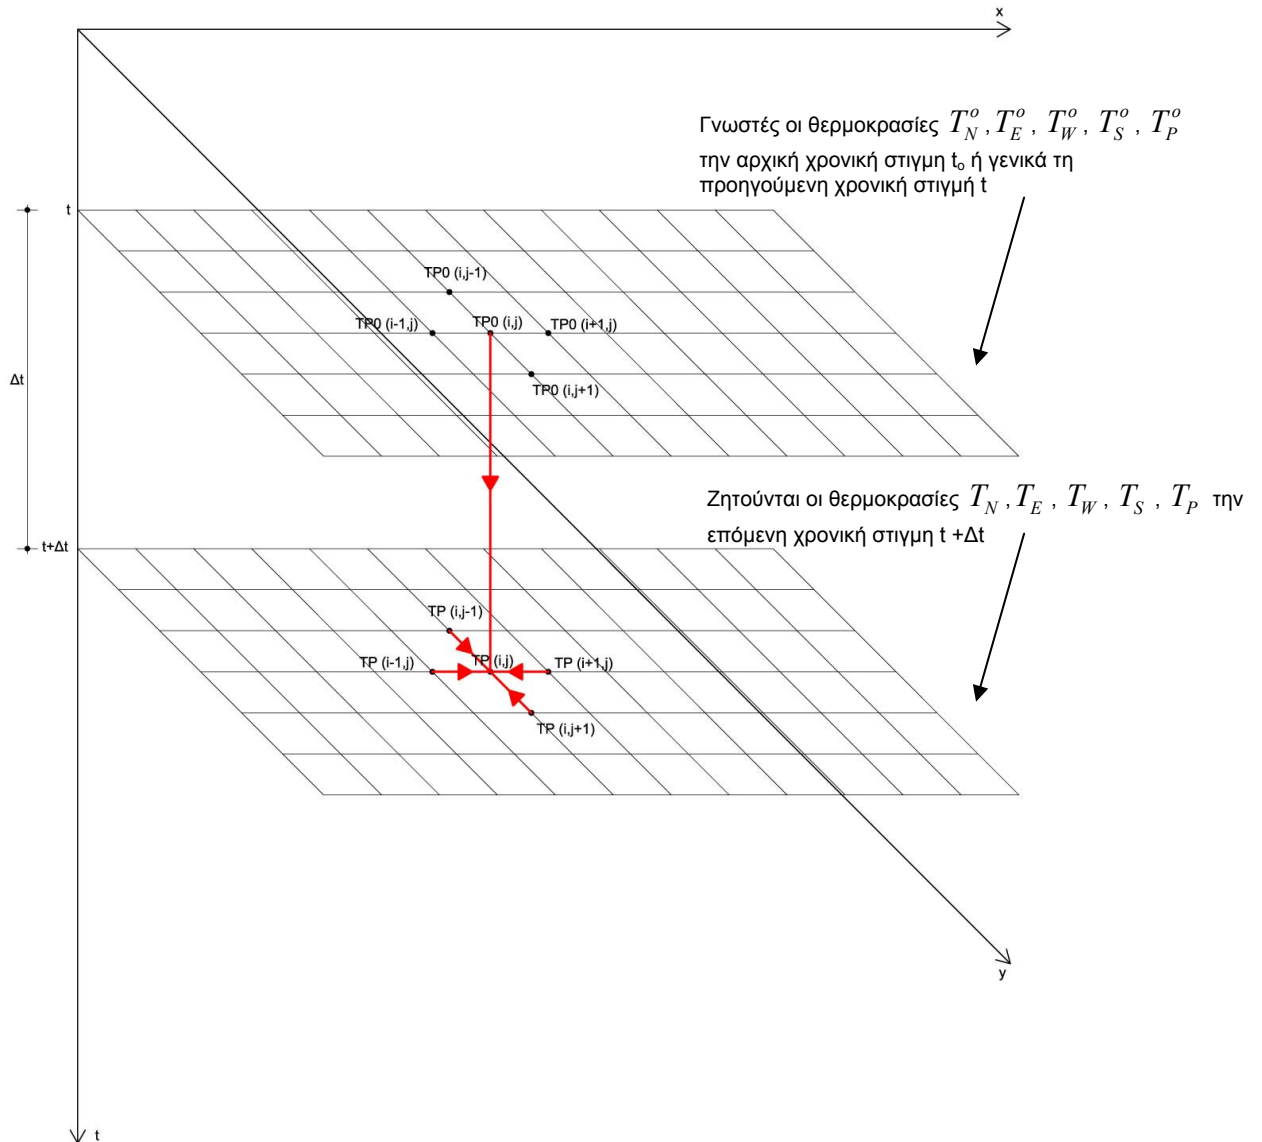 x
Γνωστές οι θερμοκρασίες T_N^o , T_E^o , T_W^o , T_S^o , T_P^o
την αρχική χρονική στιγμη t_o ή γενικά τη
προηγούμενη χρονική στιγμή t
t
TP0 (i,j-1)
TP0 (i-1,j)
TP0 (i,j)
TP0 (i+1,j)
Δt
TP0 (i,j+1)
Ζητούνται οι θερμοκρασίες T_N , T_E , T_W , T_S , T_P την
επόμενη χρονική στιγμη t +Δt
t+Δt
TP (i,j-1)
TP (i-1,j)
TP (i,j)
TP (i+1,j)
TP (i,j+1)
y
t